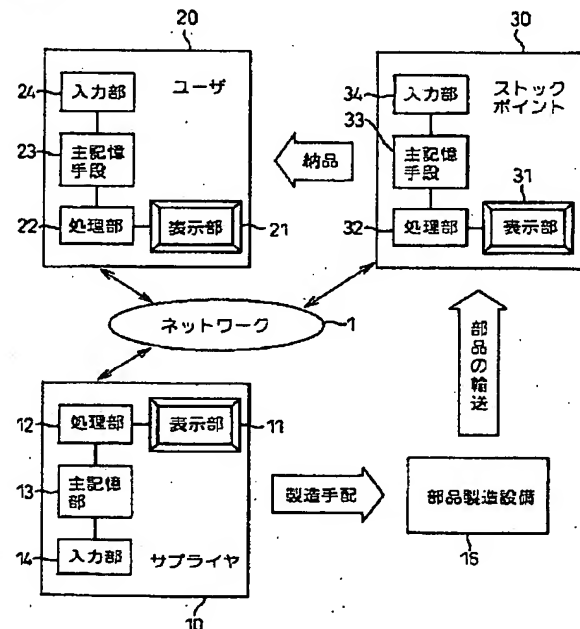 20
ユーザ
24
入力部
23
主記憶
手段
22
処理部
表示部
21
納品
30
ストック
ポイント
34
入力部
33
主記憶
手段
31
32
処理部
表示部
ネットワーク
1
部品の輸送
12
処理部
表示部
11
13
主記憶
部
14
入力部
サプライヤ
10
製造手配
部品製造設備
15